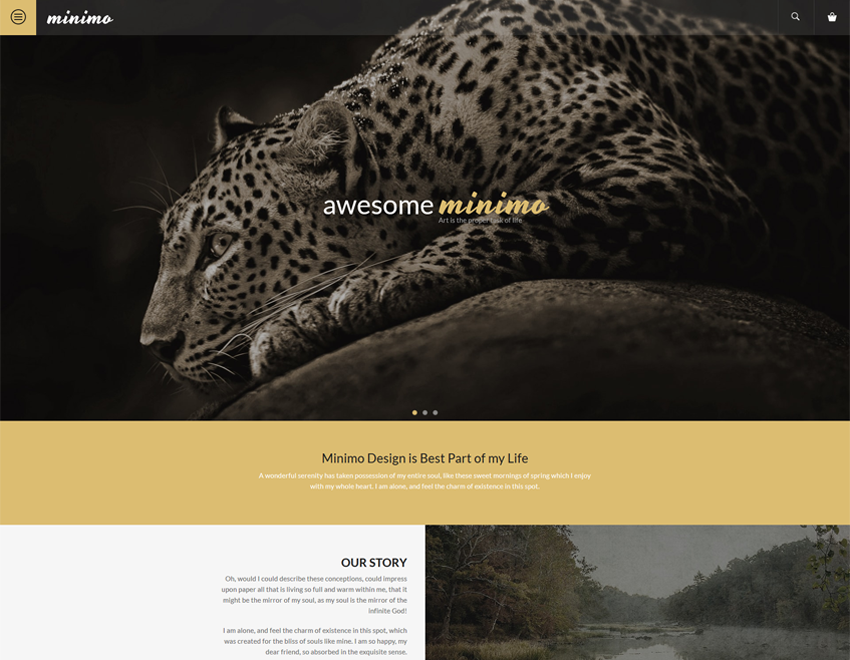 minimo
awesome minimo
Art is the proper task of life
Minimo Design is Best Part of my Life
A wonderful serenity has taken possession of my entire soul, like these sweet mornings of spring which I enjoy
with my whole heart. I am alone, and feel the charm of existence in this spot.
OUR STORY
Oh, would I could describe these conceptions, could impress
upon paper all that is living so full and warm within me, that it
might be the mirror of my soul, as my soul is the mirror of the
infinite God!
I am alone, and feel the charm of existence in this spot, which
was created for the bliss of souls like mine. I am so happy, my
dear friend, so absorbed in the exquisite sense.